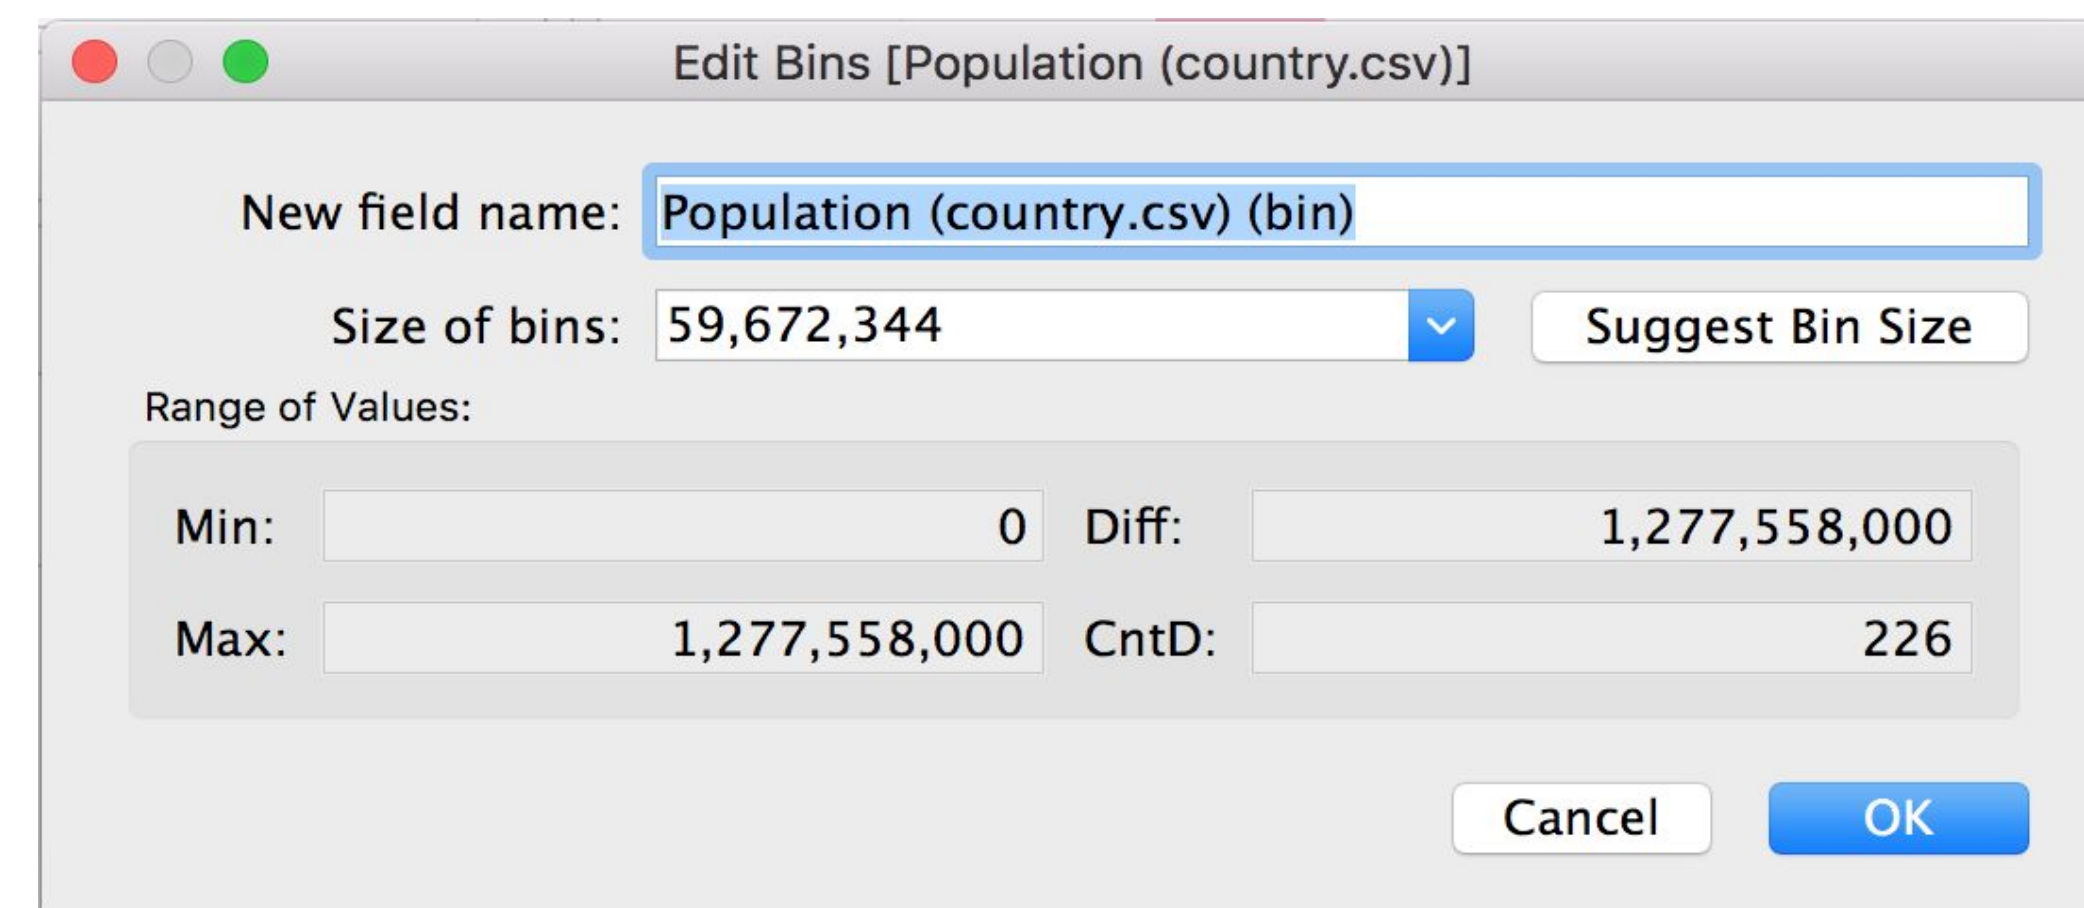 Edit Bins [Population (country.csv)]
New field name: Population (country.csv) (bin)
Size of bins: 59,672,344 Suggest Bin Size
Range of Values:
Min: 0 Diff: 1,277,558,000
Max: 1,277,558,000 CntD: 226
Cancel OK